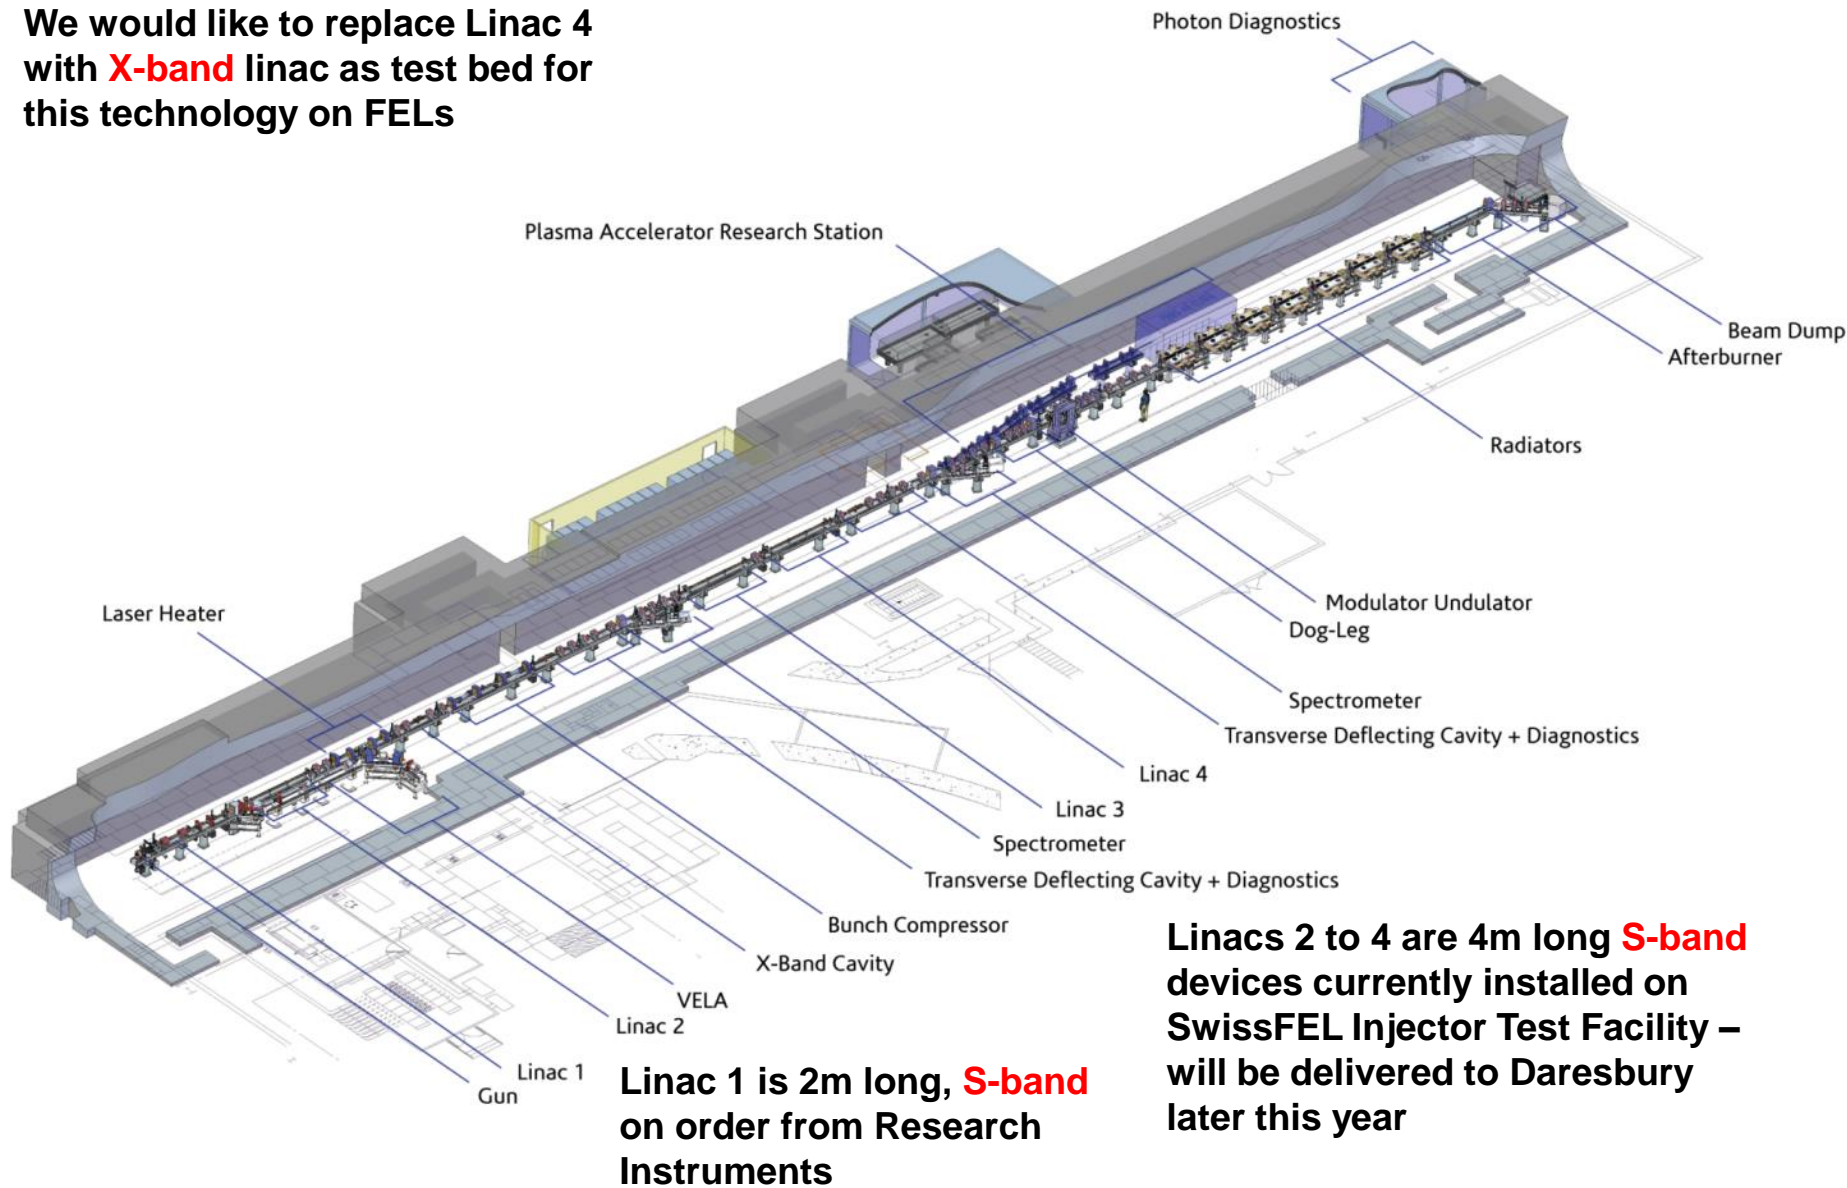 We would like to replace Linac 4
with X-band linac as test bed for
this technology on FELs
Photon Diagnostics
Plasma Accelerator Research Station
Beam Dump
Afterburner
Radiators
Laser Heater
Modulator Undulator
Dog-Leg
Spectrometer
Transverse Deflecting Cavity + Diagnostics
Linac 4
Linac 3
Spectrometer
Transverse Deflecting Cavity + Diagnostics
Bunch Compressor
X-Band Cavity
VELA
Linac 2
Linac 1
Gun
Linacs 2 to 4 are 4m long S-band
devices currently installed on
SwissFEL Injector Test Facility –
will be delivered to Daresbury
later this year
Linac 1 is 2m long, S-band
on order from Research
Instruments